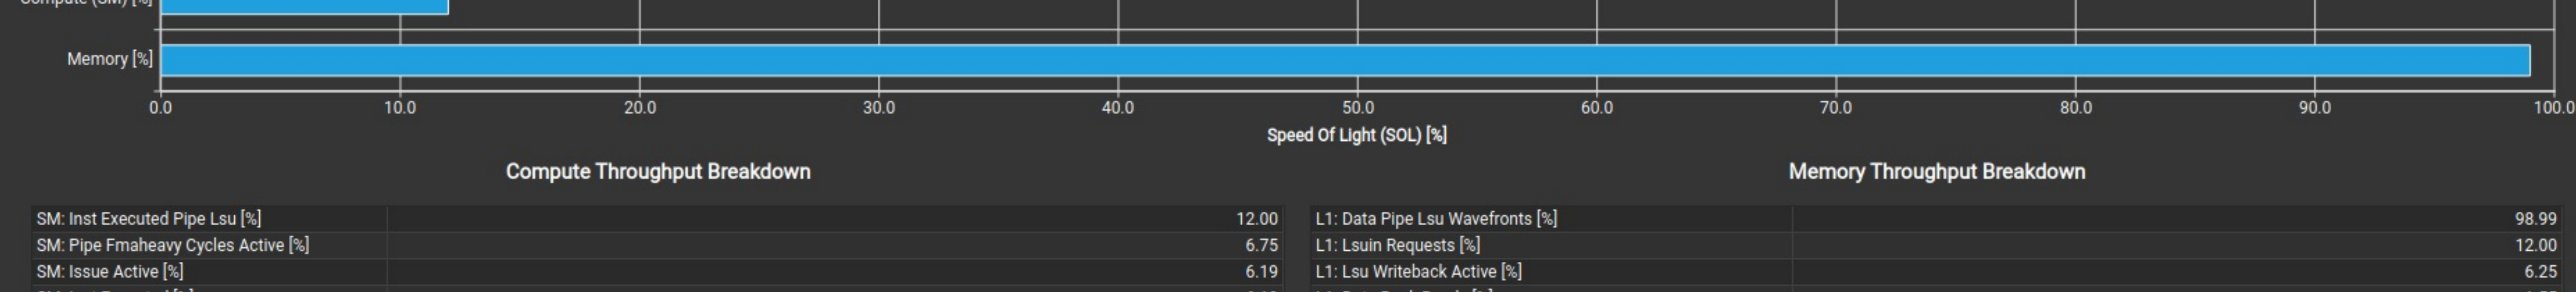 Compute (SM) [%]
Memory [%]
0.0 10.0 20.0 30.0 40.0 50.0 60.0 70.0 80.0 90.0 100.0
Speed Of Light (SOL) [%]
Compute Throughput Breakdown Memory Throughput Breakdown
SM: Inst Executed Pipe Lsu [%] 12.00 L1: Data Pipe Lsu Wavefronts [%] 98.99
SM: Pipe Fmaheavy Cycles Active [%] 6.75 L1: Lsuin Requests [%] 12.00
SM: Issue Active [%] 6.19 L1: Lsu Writeback Active [%] 6.25